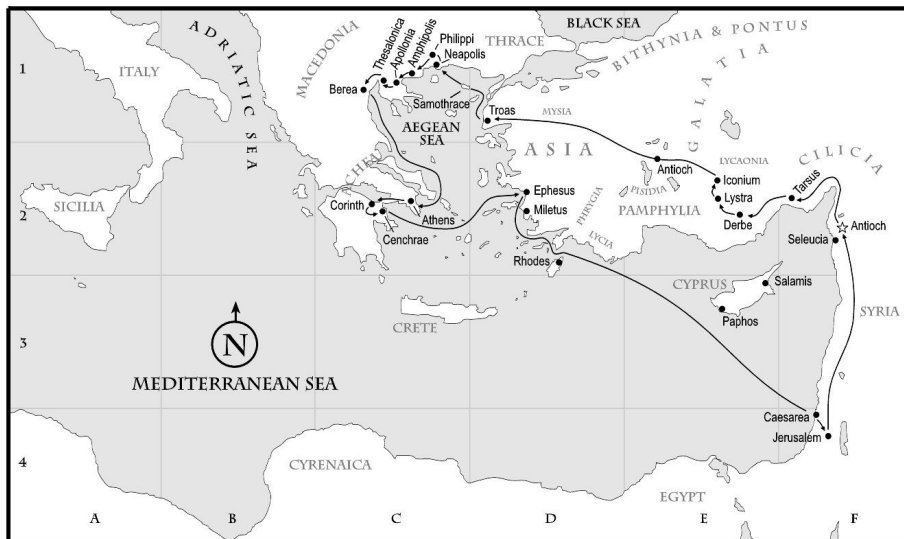 BLACK SEA
ADRIATIC SEA
MACEDONIA
THRACE
BITHYNIA & PONTUS
GALATIA
Philippi
Neapolis
Amphipolis
Apollonia
Thesalonica
1
ITALY
Berea
Samothrace
Troas
MYSIA
AEGEAN
SEA
ASIA
ACHEA
Antioch
LYCAONIA
CILICIA
PISIDIA
Iconium
Tarsus
2
SICILIA
Corinth
Athens
Ephesus
Miletus
PHRYGIA
PAMPHYLIA
Lystra
Derbe
Antioch
Cenchrae
LYCIA
Seleucia
Rhodes
CYPRUS
Salamis
CRETE
Paphos
SYRIA
3
N
MEDITERRANEAN SEA
Caesarea
Jerusalem
4
CYRENAICA
EGYPT
A
B
C
D
E
F